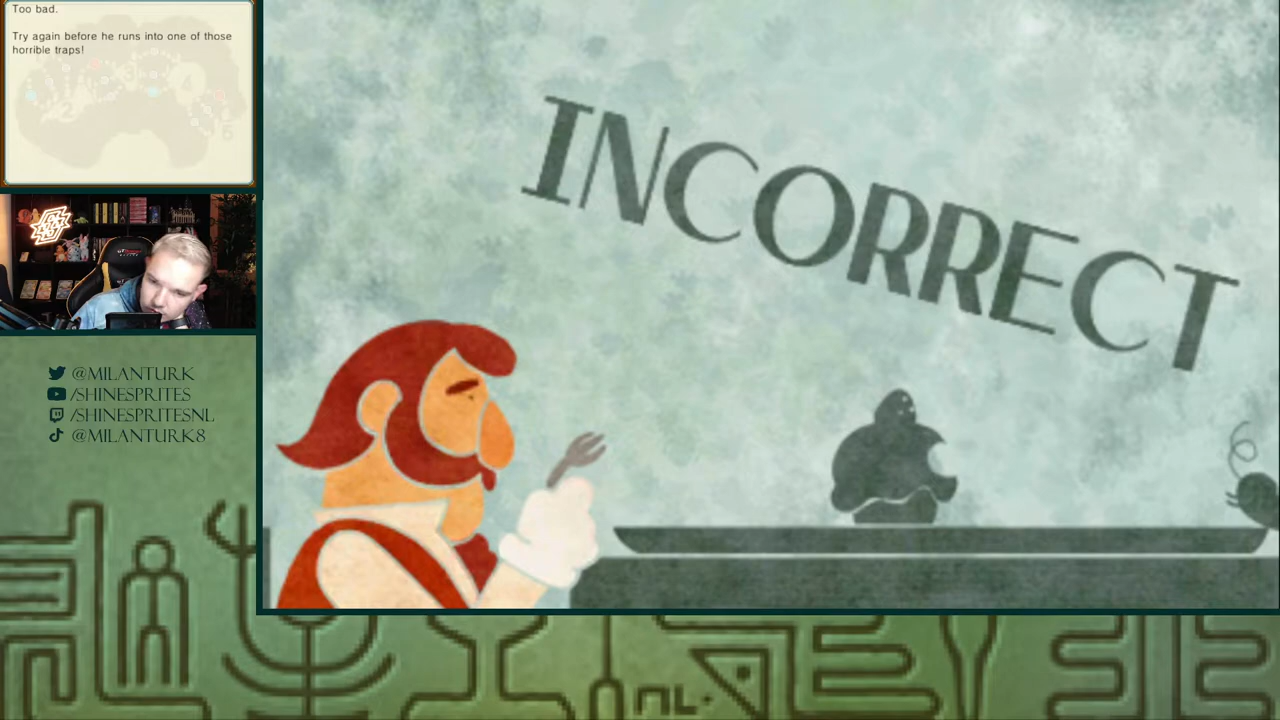 Too bad.
Try again before he runs into one of those
horrible traps!
INCORRECT
@MILANTURK
/SHINESPRITES
/SHINESPRITESNL
@MILANTURK8